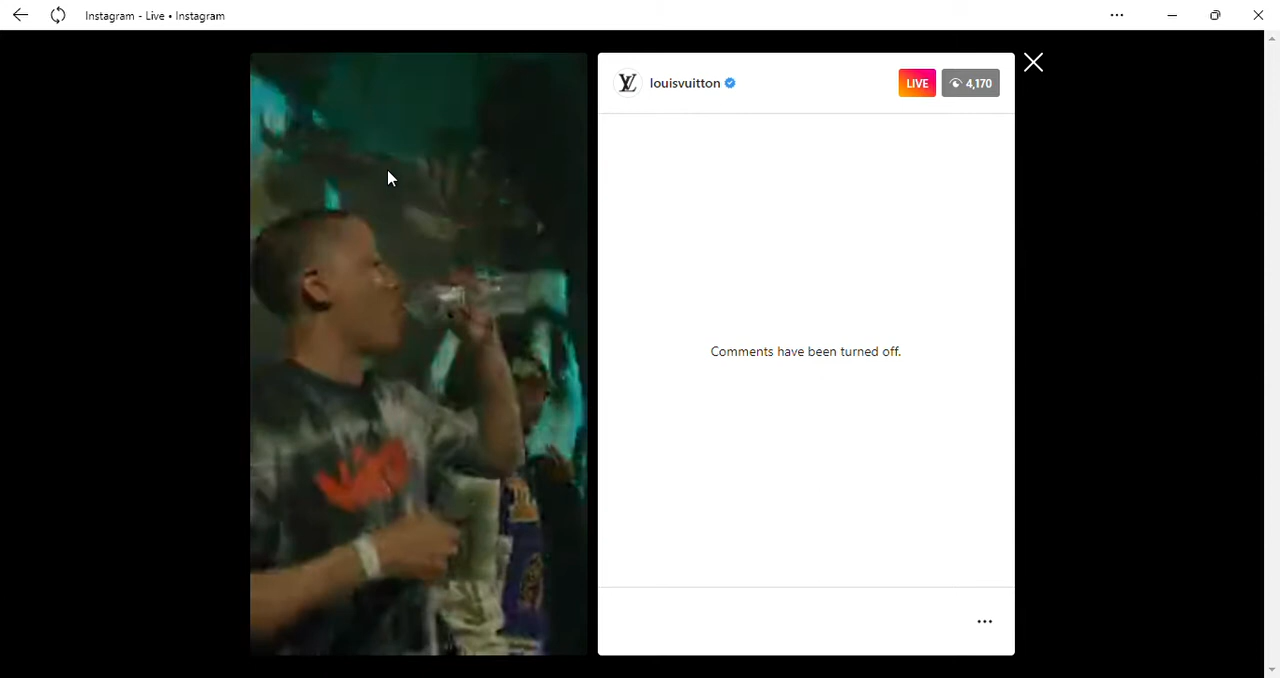 Instagram - Live • Instagram
louisvuitton
LIVE
4,170
Comments have been turned off.